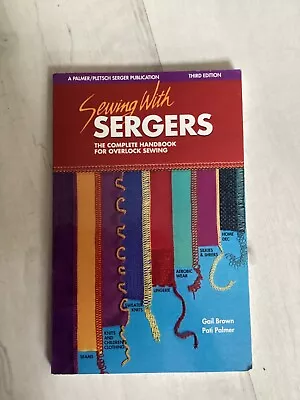 A PALMER/PLETSCH SERGER PUBLICATION THIRD EDITION
Sewing With
SERGERS
THE COMPLETE HANDBOOK
FOR OVERLOCK SEWING
HOME
DEC
SILKIES
& SHEERS
AEROBIC
WEAR
LINGERIE
SWEATER
KNITS
KNITS
AND
CHILDREN'S
CLOTHING
SEAMS
Gail Brown
Pati Palmer